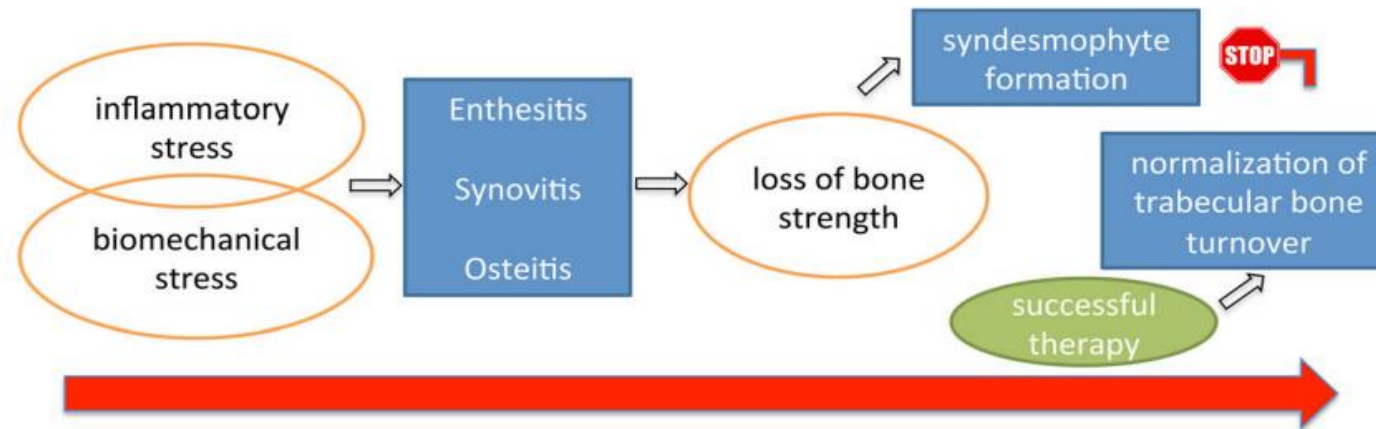 inflammatory
stress
biomechanical
stress
Enthesitis
Synovitis
Osteitis
loss of bone
strength
syndesmophyte
formation
STOP
normalization of
trabecular bone
turnover
successful
therapy